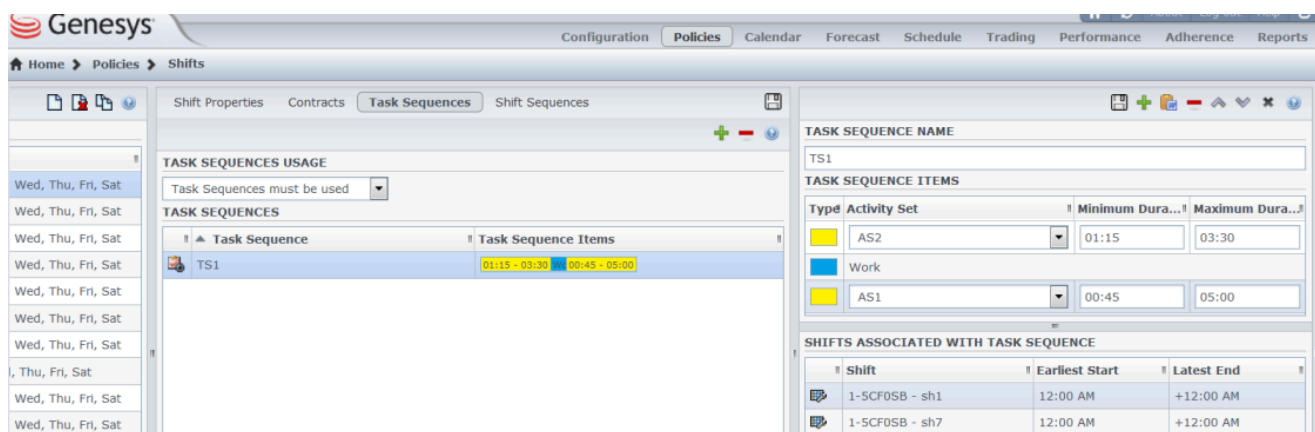 Genesys
About Log out Help
Configuration Policies Calendar Forecast Schedule Trading Performance Adherence Reports
Home > Policies > Shifts
Shift Properties Contracts Task Sequences Shift Sequences
TASK SEQUENCES USAGE
Task Sequences must be used
TASK SEQUENCES
Task Sequence Task Sequence Items
TS1 01:15 - 03:30 00:45 - 05:00
Wed, Thu, Fri, Sat
Wed, Thu, Fri, Sat
Wed, Thu, Fri, Sat
Wed, Thu, Fri, Sat
Wed, Thu, Fri, Sat
Wed, Thu, Fri, Sat
Wed, Thu, Fri, Sat
, Thu, Fri, Sat
Wed, Thu, Fri, Sat
Wed, Thu, Fri, Sat
TASK SEQUENCE NAME
TS1
TASK SEQUENCE ITEMS
Type Activity Set Minimum Dura... Maximum Dura...
AS2 01:15 03:30
Work
AS1 00:45 05:00
SHIFTS ASSOCIATED WITH TASK SEQUENCE
Shift Earliest Start Latest End
1-5CF0SB - sh1 12:00 AM +12:00 AM
1-5CF0SB - sh7 12:00 AM +12:00 AM